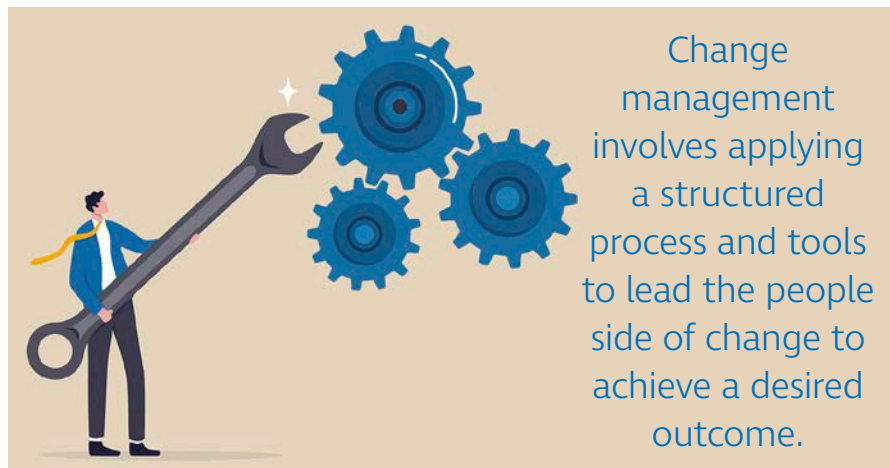 Change
management
involves applying
a structured
process and tools
to lead the people
side of change to
achieve a desired
outcome.